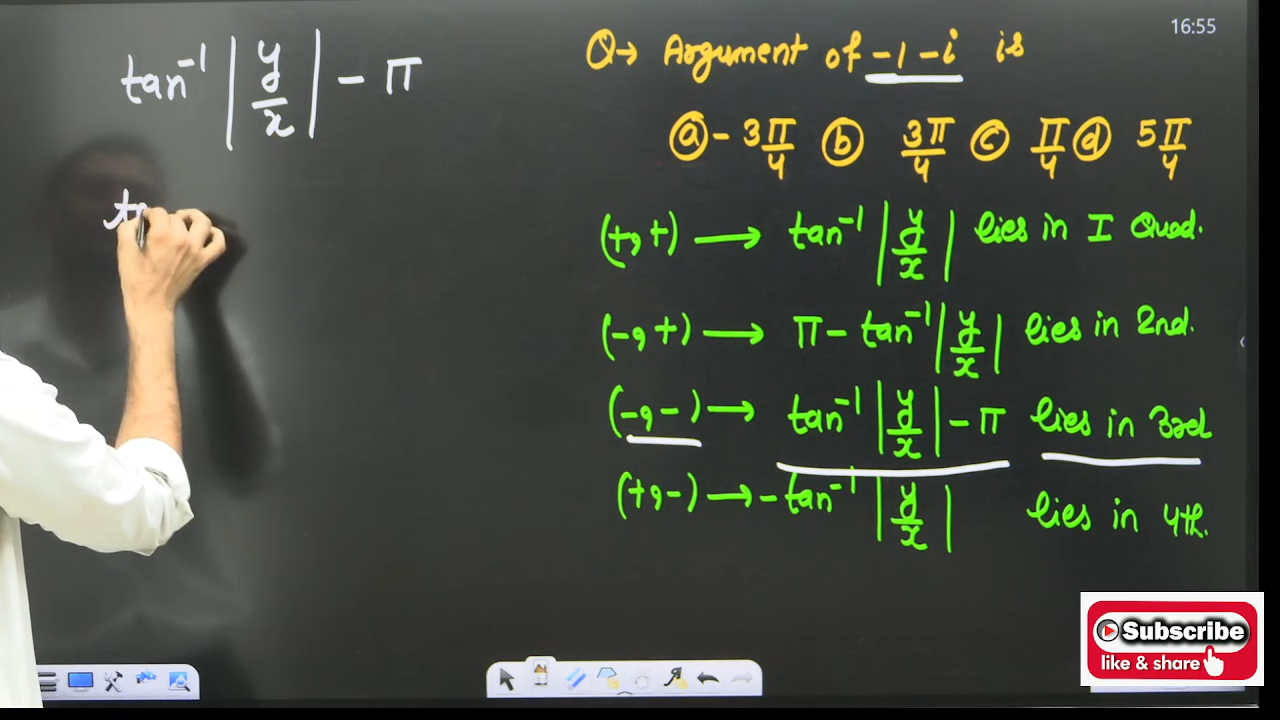 16:55
tan⁻¹ |y/x| − π
Q→ Argument of -1-i is
(a) -3π/4 (b) 3π/4 (c) π/4 (d) 5π/4
(+, +) → tan⁻¹ |y/x| lies in I Quad.
(-, +) → π - tan⁻¹ |y/x| lies in 2nd.
(-, -) → tan⁻¹ |y/x| - π lies in 3rd
(+, -) → - tan⁻¹ |y/x| lies in 4th.
Subscribe
like & share